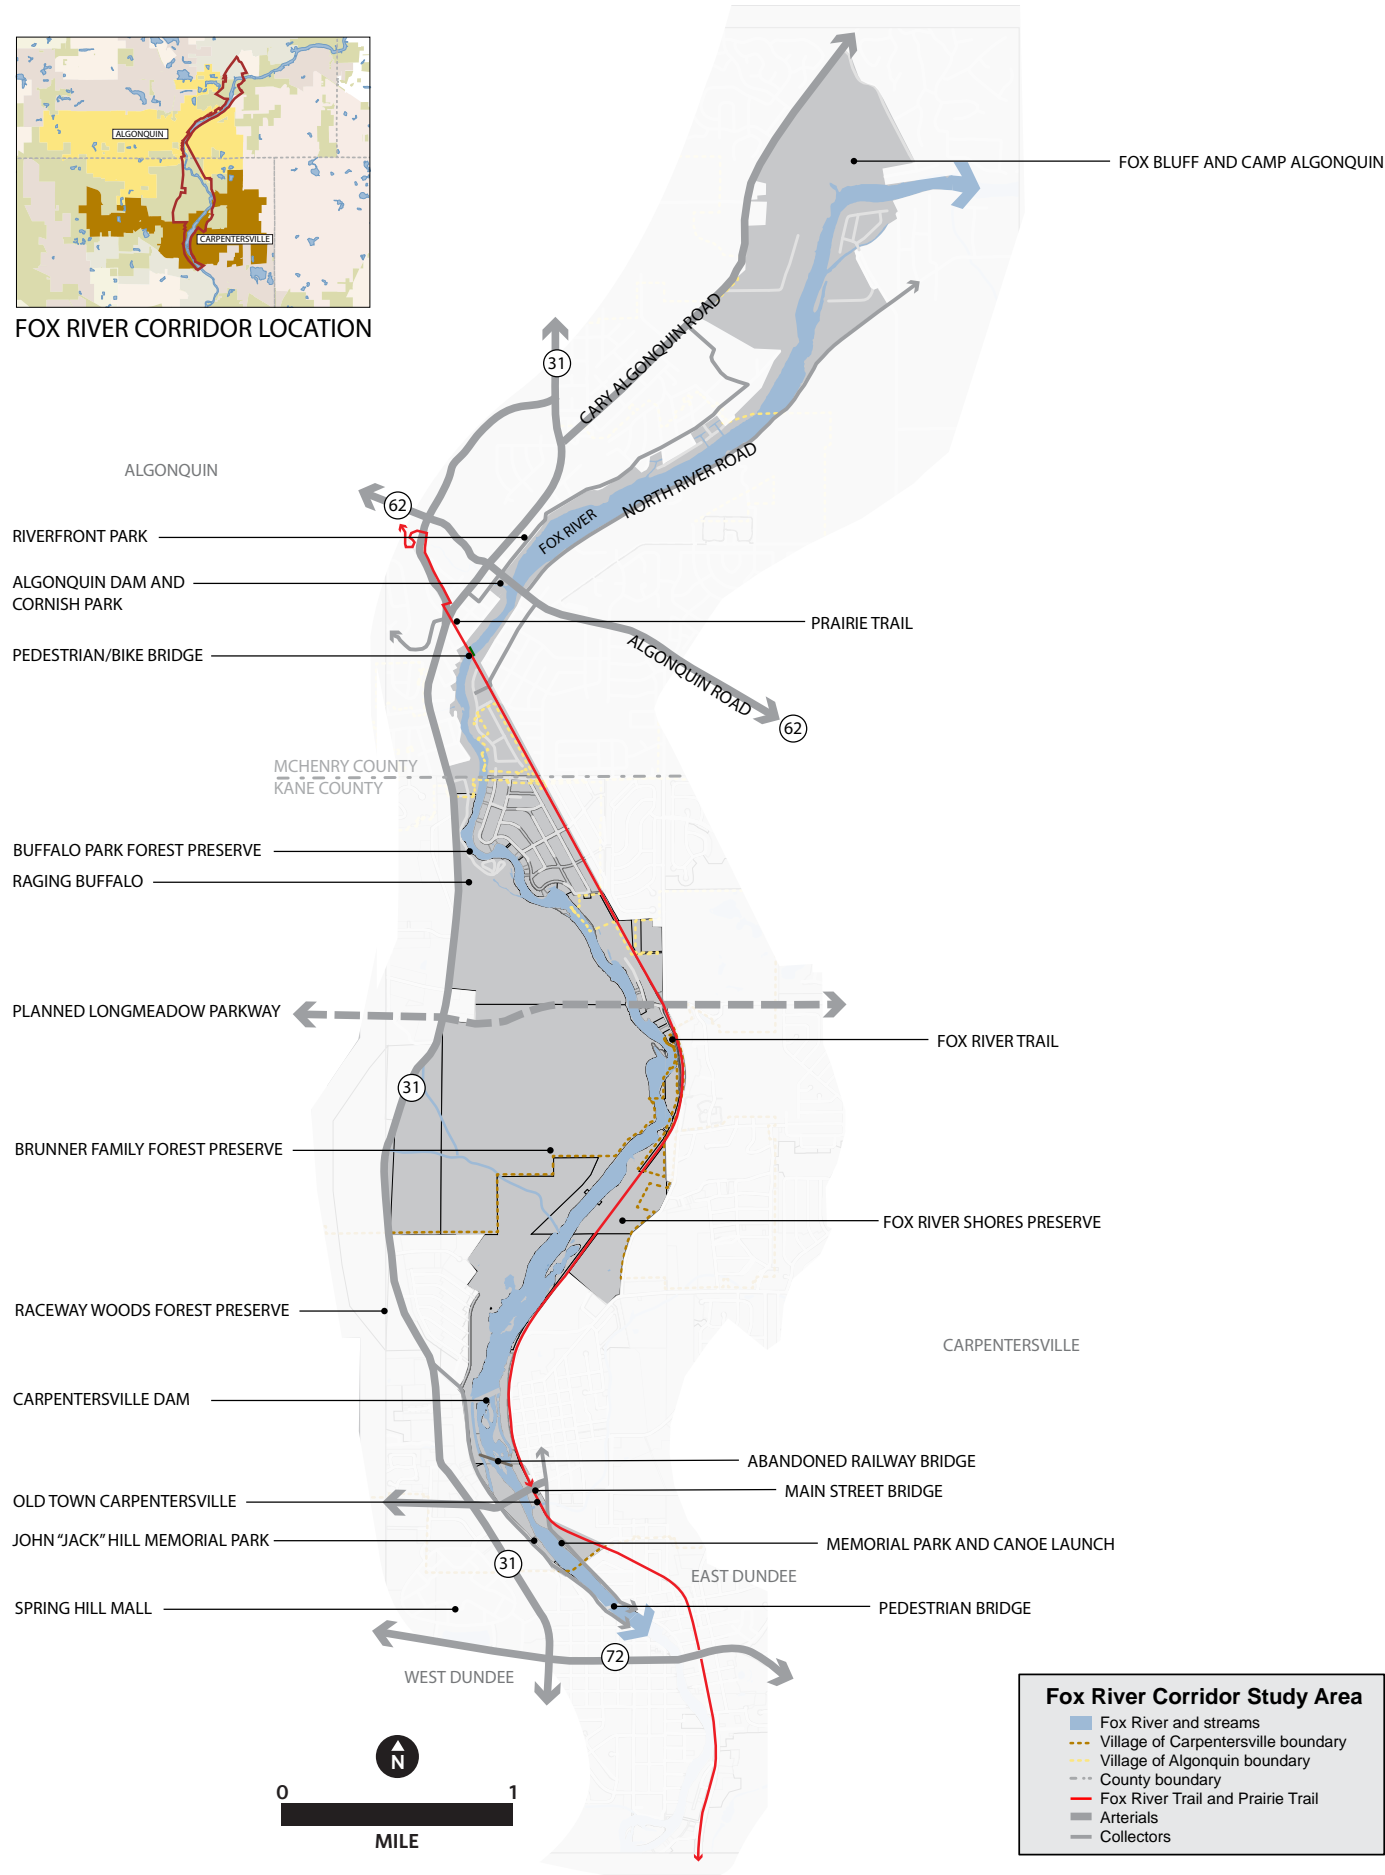 ALGONQUIN
CARPENTERSVILLE
FOX RIVER CORRIDOR LOCATION
FOX BLUFF AND CAMP ALGONQUIN
31
CARY ALGONQUIN ROAD
ALGONQUIN
62
NORTH RIVER ROAD
FOX RIVER
RIVERFRONT PARK
ALGONQUIN DAM AND
CORNISH PARK
PRAIRIE TRAIL
PEDESTRIAN/BIKE BRIDGE
ALGONQUIN ROAD
62
MCHENRY COUNTY
KANE COUNTY
BUFFALO PARK FOREST PRESERVE
RAGING BUFFALO
PLANNED LONGMEADOW PARKWAY
FOX RIVER TRAIL
31
BRUNNER FAMILY FOREST PRESERVE
FOX RIVER SHORES PRESERVE
RACEWAY WOODS FOREST PRESERVE
CARPENTERSVILLE
CARPENTERSVILLE DAM
ABANDONED RAILWAY BRIDGE
MAIN STREET BRIDGE
OLD TOWN CARPENTERSVILLE
JOHN “JACK” HILL MEMORIAL PARK
MEMORIAL PARK AND CANOE LAUNCH
31
EAST DUNDEE
SPRING HILL MALL
PEDESTRIAN BRIDGE
72
WEST DUNDEE
N
0 1
MILE
Fox River Corridor Study Area
Fox River and streams
Village of Carpentersville boundary
Village of Algonquin boundary
County boundary
Fox River Trail and Prairie Trail
Arterials
Collectors